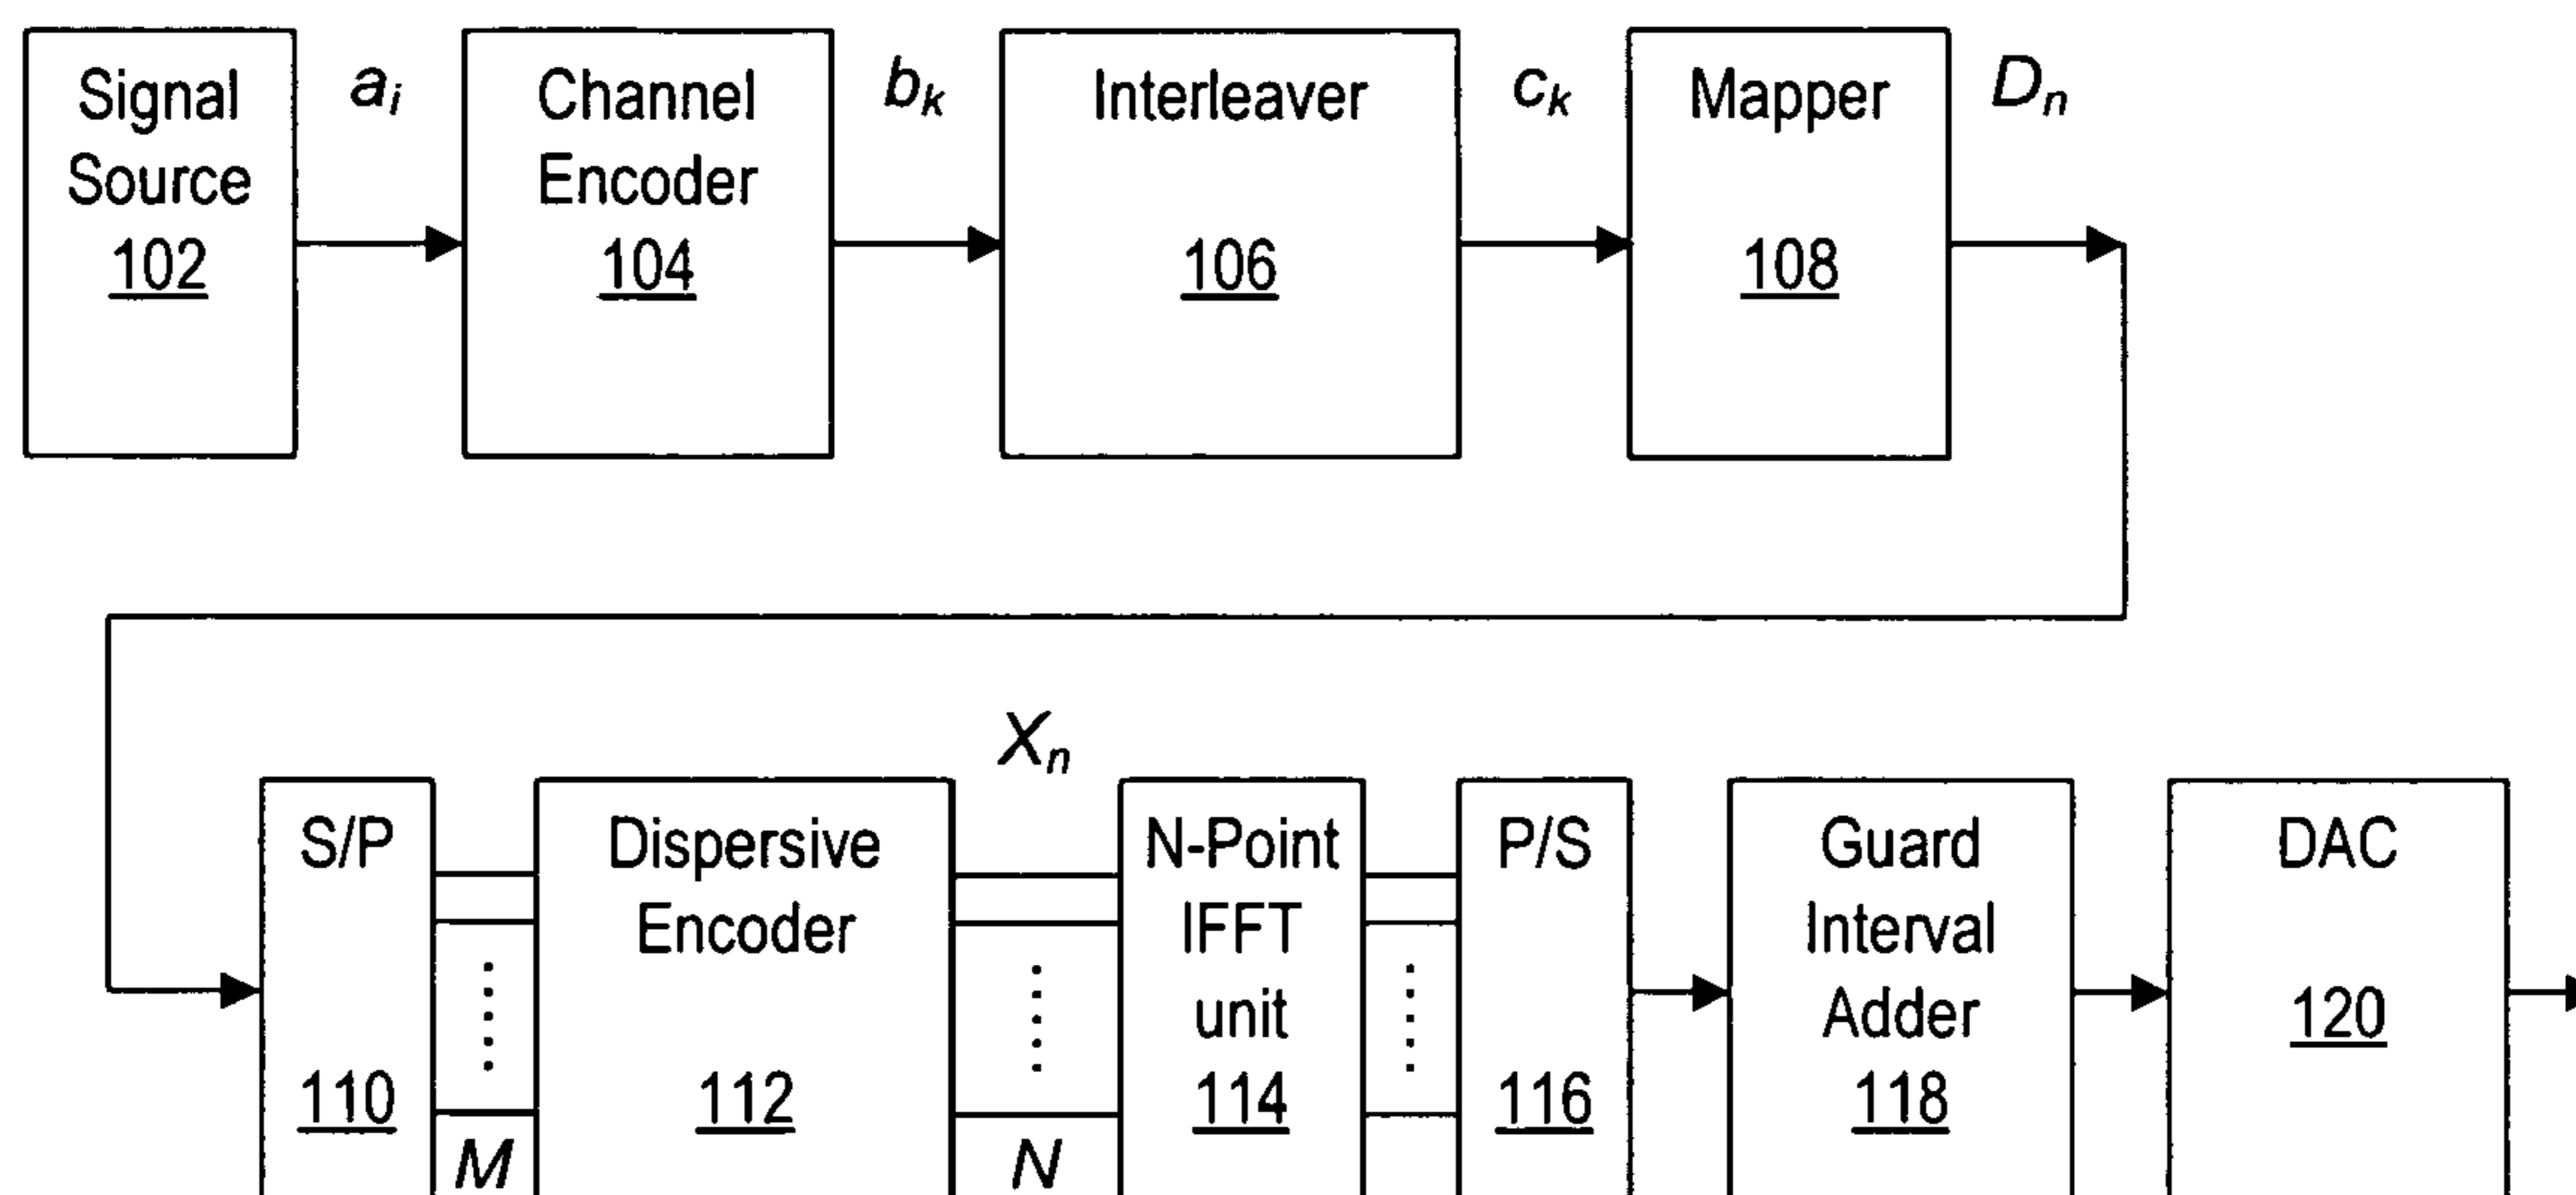 Signal
Source
102
a_i
Channel
Encoder
104
b_k
Interleaver
106
c_k
Mapper
108
D_n
S/P
110
M
Dispersive
Encoder
112
X_n
N
N-Point
IFFT
unit
114
P/S
116
Guard
Interval
Adder
118
DAC
120